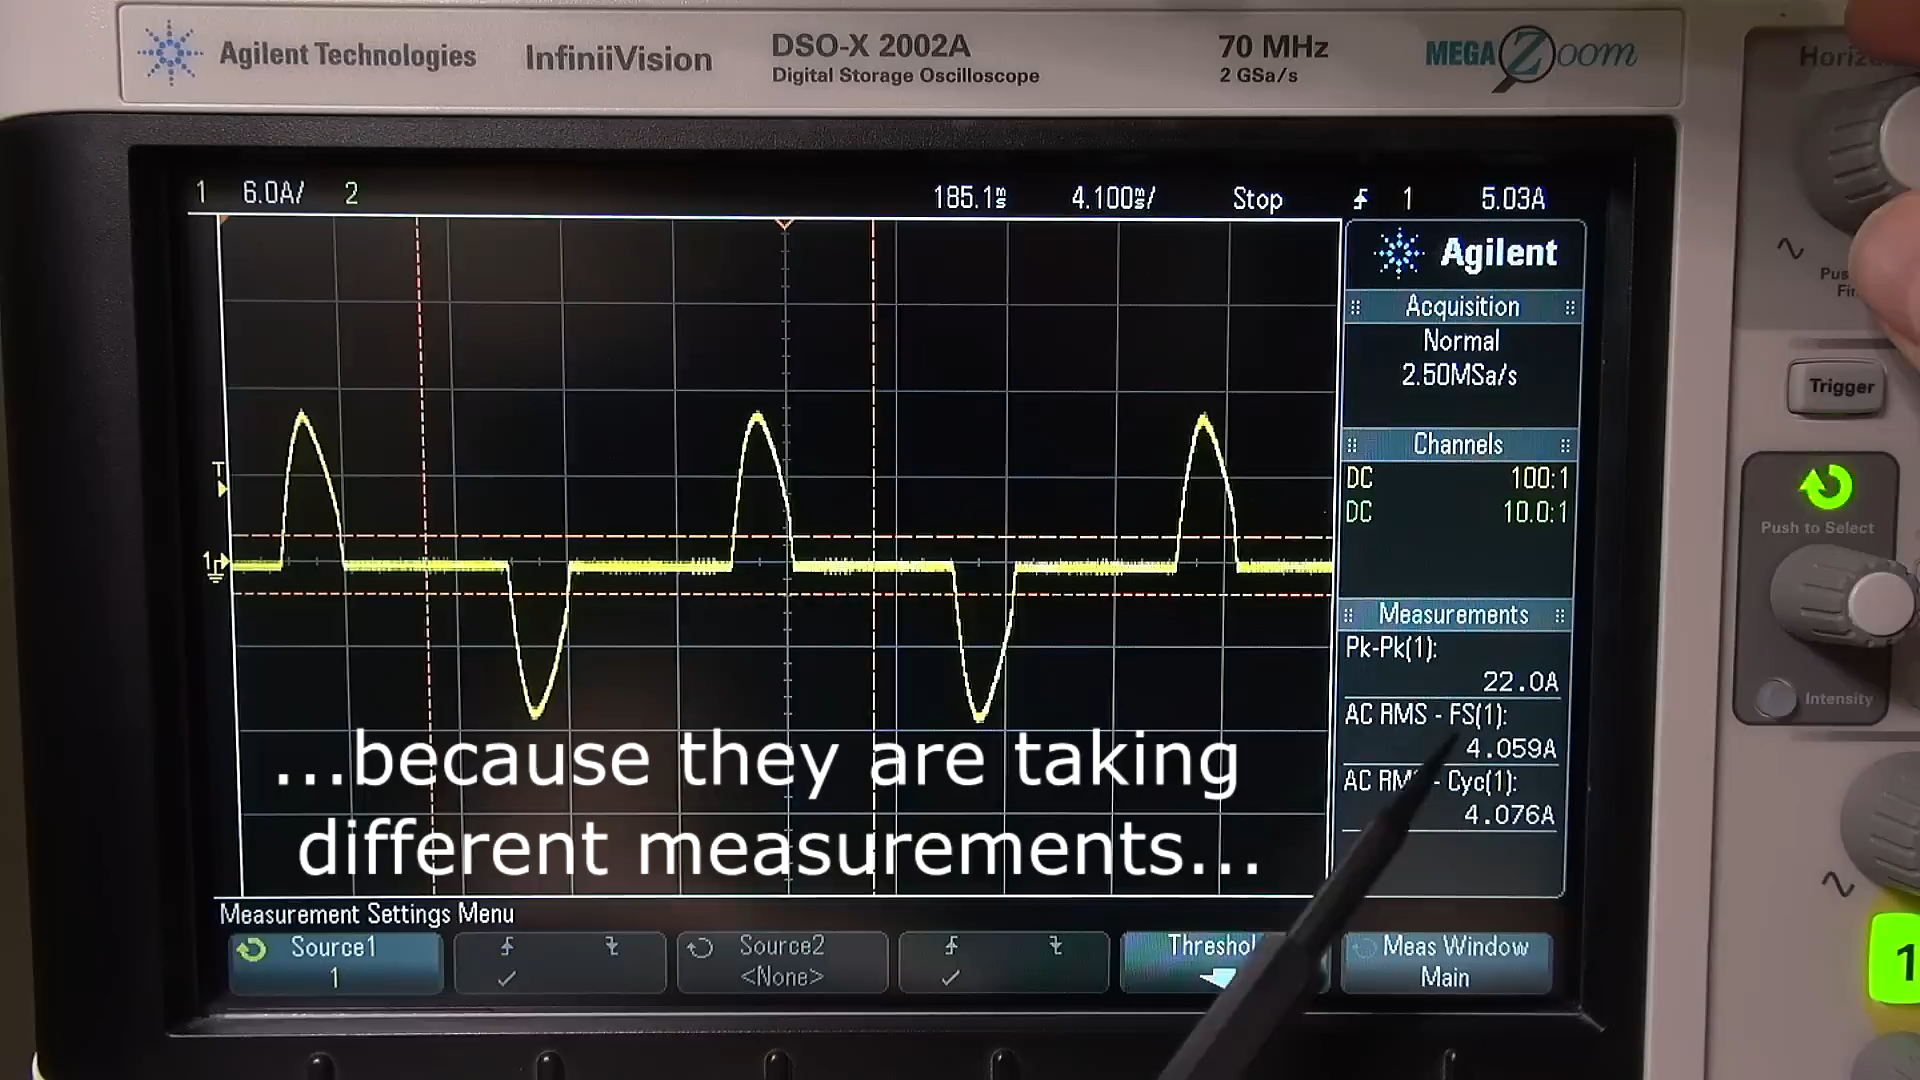 Agilent Technologies InfiniiVision DSO-X 2002A 70 MHz MEGA Zoom
Digital Storage Oscilloscope 2 GSa/s
1 6.0A/ 2 185.1ms 4.100ms/ Stop 1 5.03A
Agilent
Acquisition
Normal
2.50MSa/s
Channels
DC 100:1
DC 10.0:1
Measurements
Pk-Pk(1):
22.0A
AC RMS - FS(1):
4.059A
AC - Cyc(1):
4.076A
T
1
...because they are taking
different measurements...
Measurement Settings Menu
Source1
1
Source2
<None>
Meas Window
Main
Trigger
Push to Select
Intensity
1